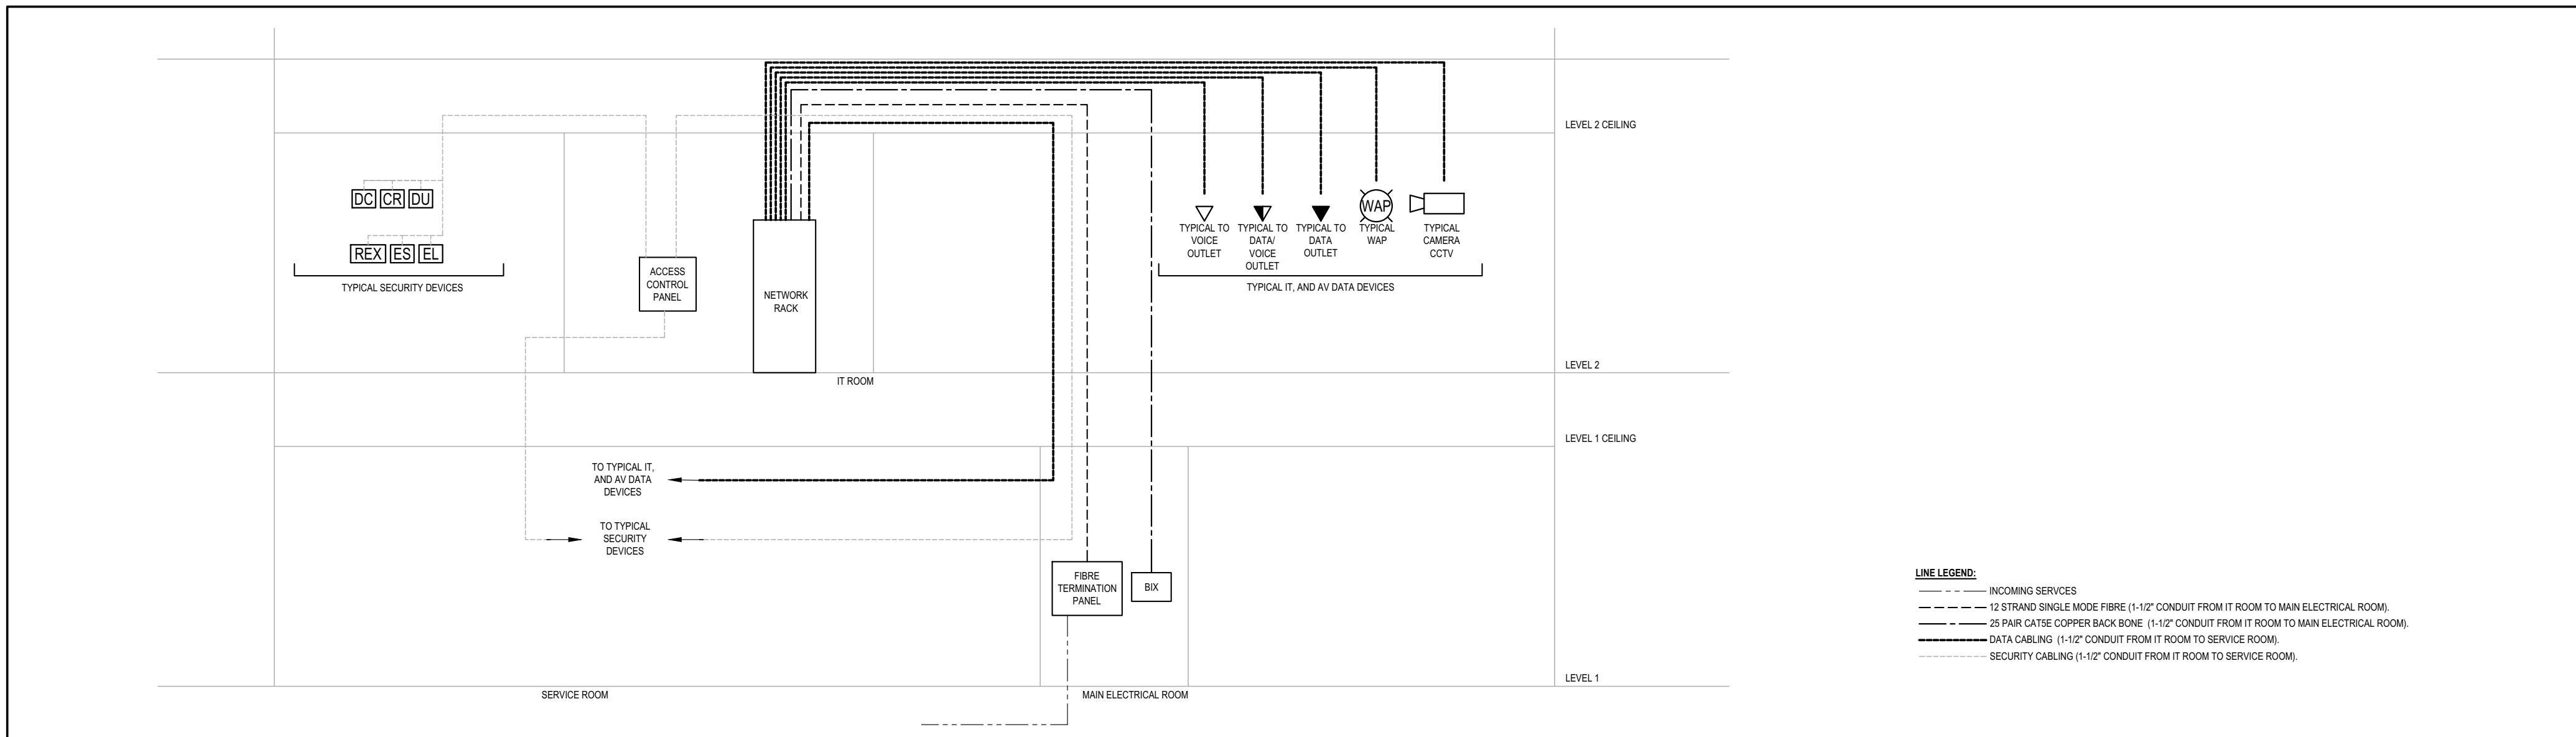 LEVEL 2 CEILING
DC CR DU
REX ES EL
TYPICAL SECURITY DEVICES
ACCESS
CONTROL
PANEL
NETWORK
RACK
WAP
TYPICAL TO
VOICE
OUTLET
TYPICAL TO
DATA/
VOICE
OUTLET
TYPICAL TO
DATA
OUTLET
TYPICAL
WAP
TYPICAL
CAMERA
CCTV
TYPICAL IT, AND AV DATA DEVICES
LEVEL 2
IT ROOM
LEVEL 1 CEILING
TO TYPICAL IT,
AND AV DATA
DEVICES
TO TYPICAL
SECURITY
DEVICES
FIBRE
TERMINATION
PANEL
BIX
LEVEL 1
SERVICE ROOM
MAIN ELECTRICAL ROOM
LINE LEGEND:
INCOMING SERVCES
12 STRAND SINGLE MODE FIBRE (1-1/2" CONDUIT FROM IT ROOM TO MAIN ELECTRICAL ROOM).
25 PAIR CAT5E COPPER BACK BONE (1-1/2" CONDUIT FROM IT ROOM TO MAIN ELECTRICAL ROOM).
DATA CABLING (1-1/2" CONDUIT FROM IT ROOM TO SERVICE ROOM).
SECURITY CABLING (1-1/2" CONDUIT FROM IT ROOM TO SERVICE ROOM).